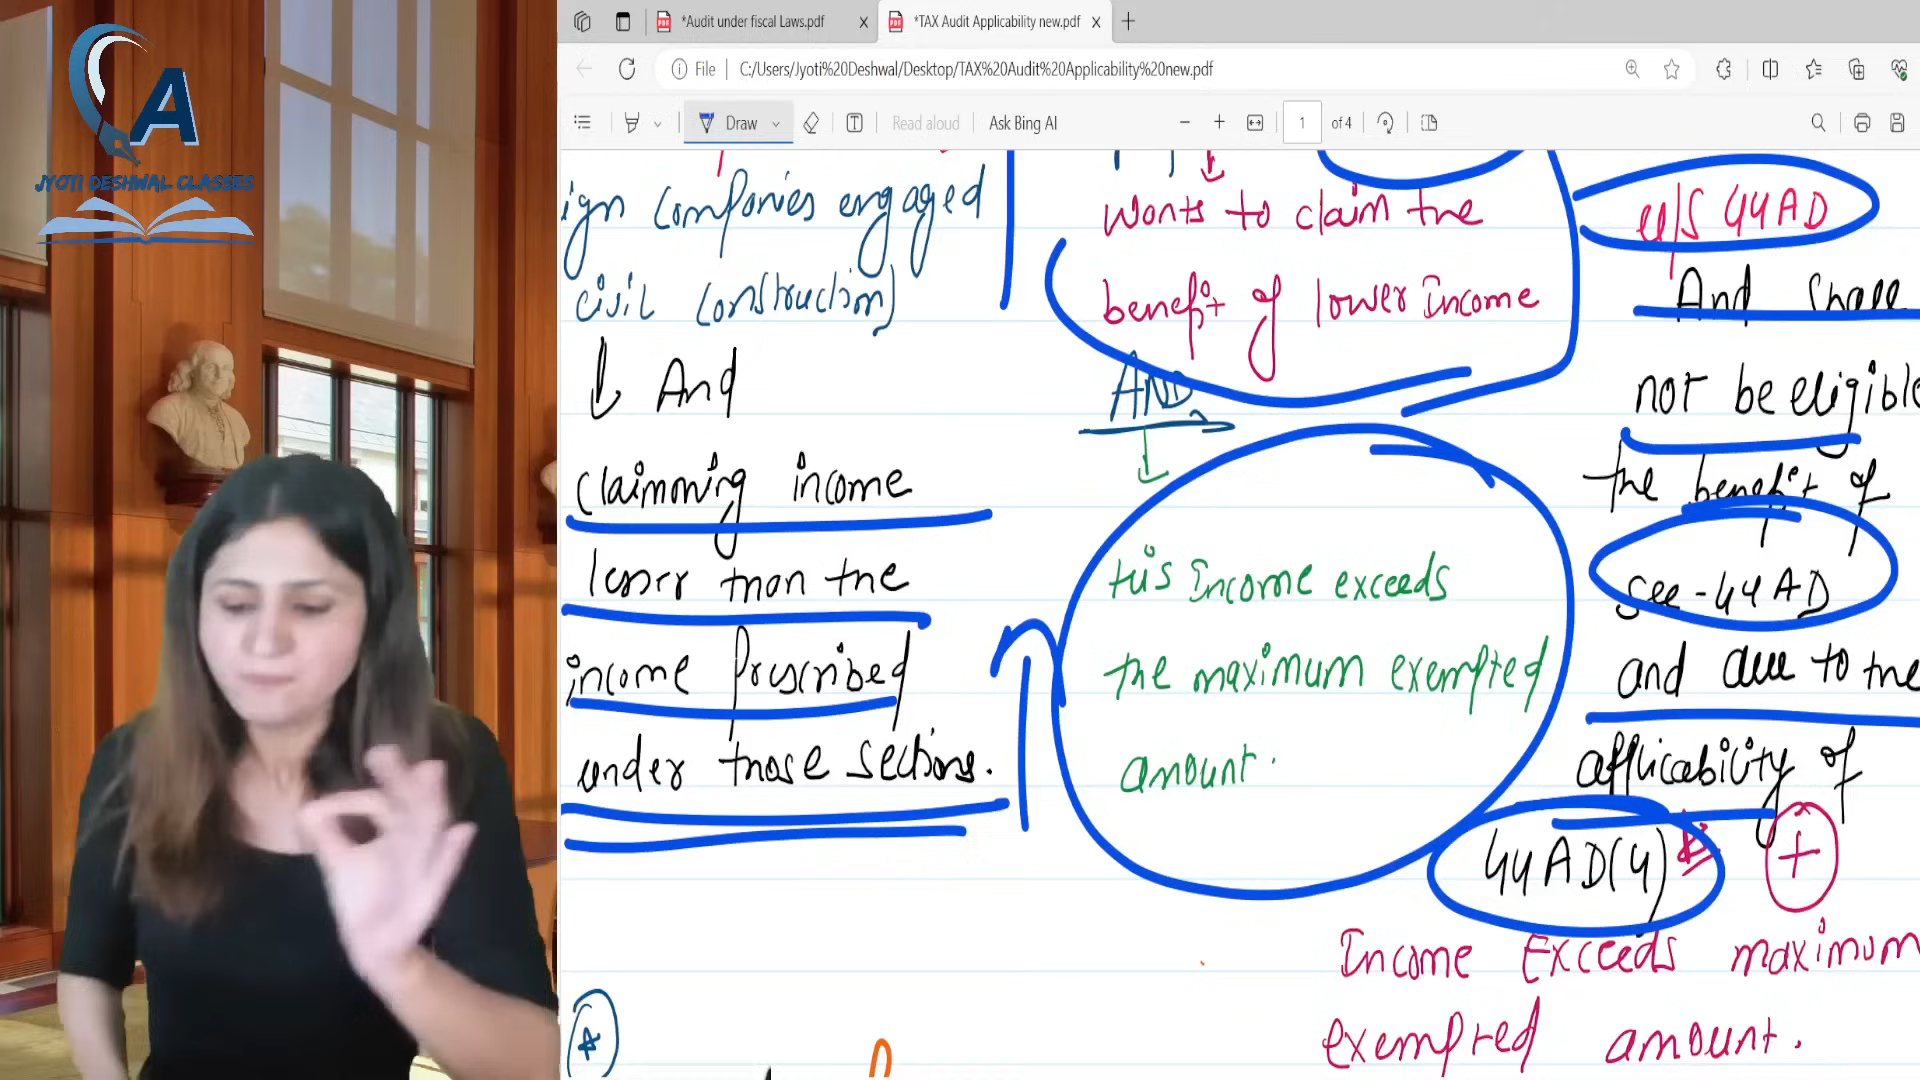 *Audit under fiscal Laws.pdf
*TAX Audit Applicability new.pdf
File
C:/Users/Jyoti%20Deshwal/Desktop/TAX%20Audit%20Applicability%20new.pdf
Draw
Read aloud
Ask Bing AI
1
of 4
A
JYOTI DESHWAL CLASSES
ign Companies engaged
civil Construction)
And
claimming income
lesser than the
income Prescribed
under those sections.
wants to claim the
benefit of lower Income
AND
his Income exceeds
the maximum exempted
amount.
u/s 44AD
And shall
not be eligible
the benefit of
sec-44AD
and due to the
applicability of
44AD(4)
+
Income Exceeds maximum
exempted amount.